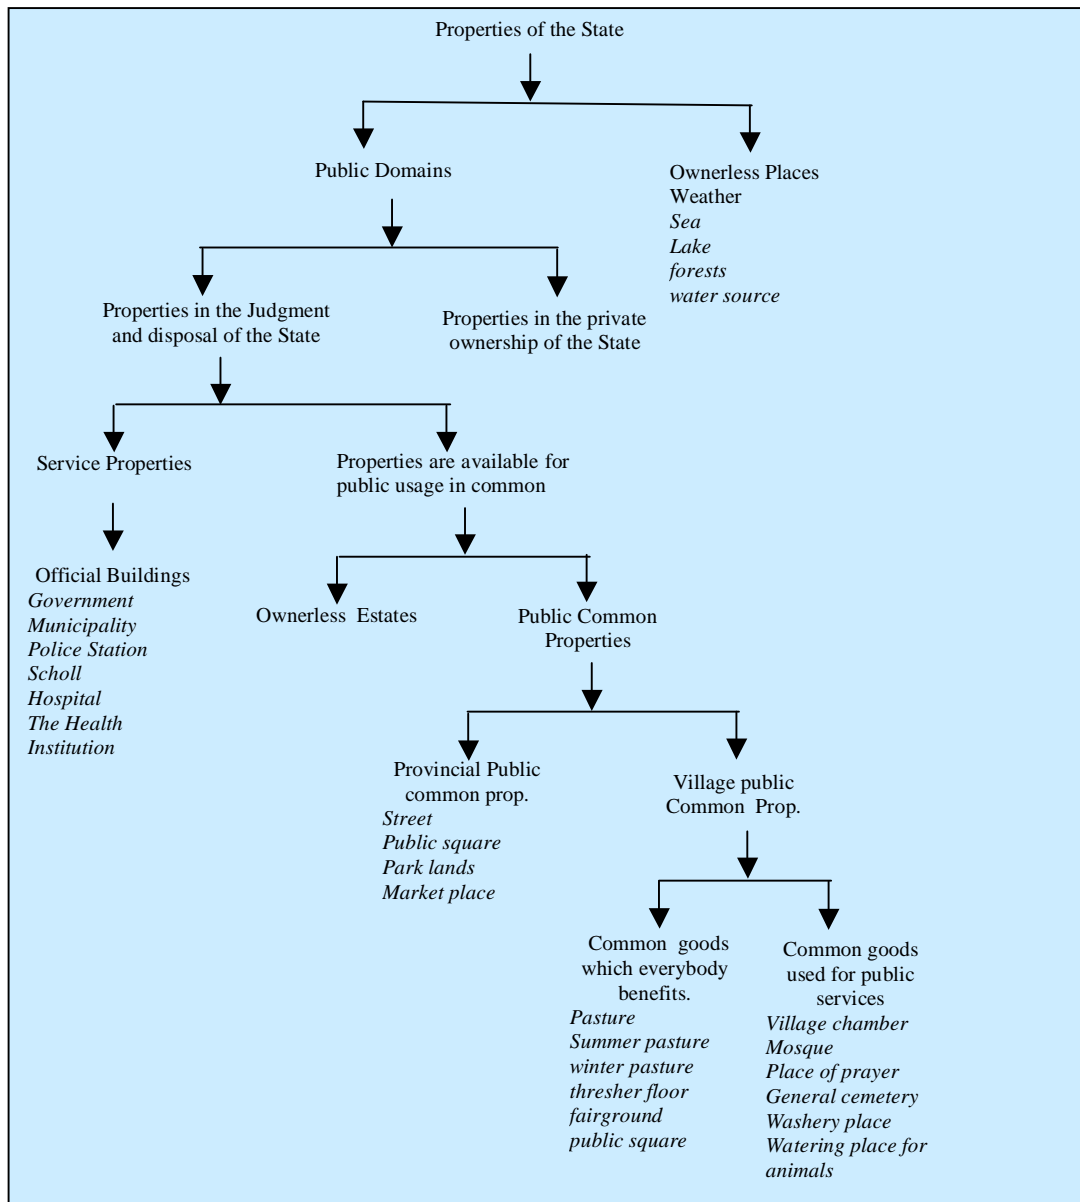 Properties of the State
Public Domains
Ownerless Places
Weather
Sea
Lake
forests
water source
Properties in the Judgment
and disposal of the State
Properties in the private
ownership of the State
Service Properties
Properties are available for
public usage in common
Official Buildings
Government
Municipality
Police Station
Scholl
Hospital
The Health
Institution
Ownerless Estates
Public Common
Properties
Provincial Public
common prop.
Street
Public square
Park lands
Market place
Village public
Common Prop.
Common goods
which everybody
benefits.
Pasture
Summer pasture
winter pasture
thresher floor
fairground
public square
Common goods
used for public
services
Village chamber
Mosque
Place of prayer
General cemetery
Washery place
Watering place for
animals